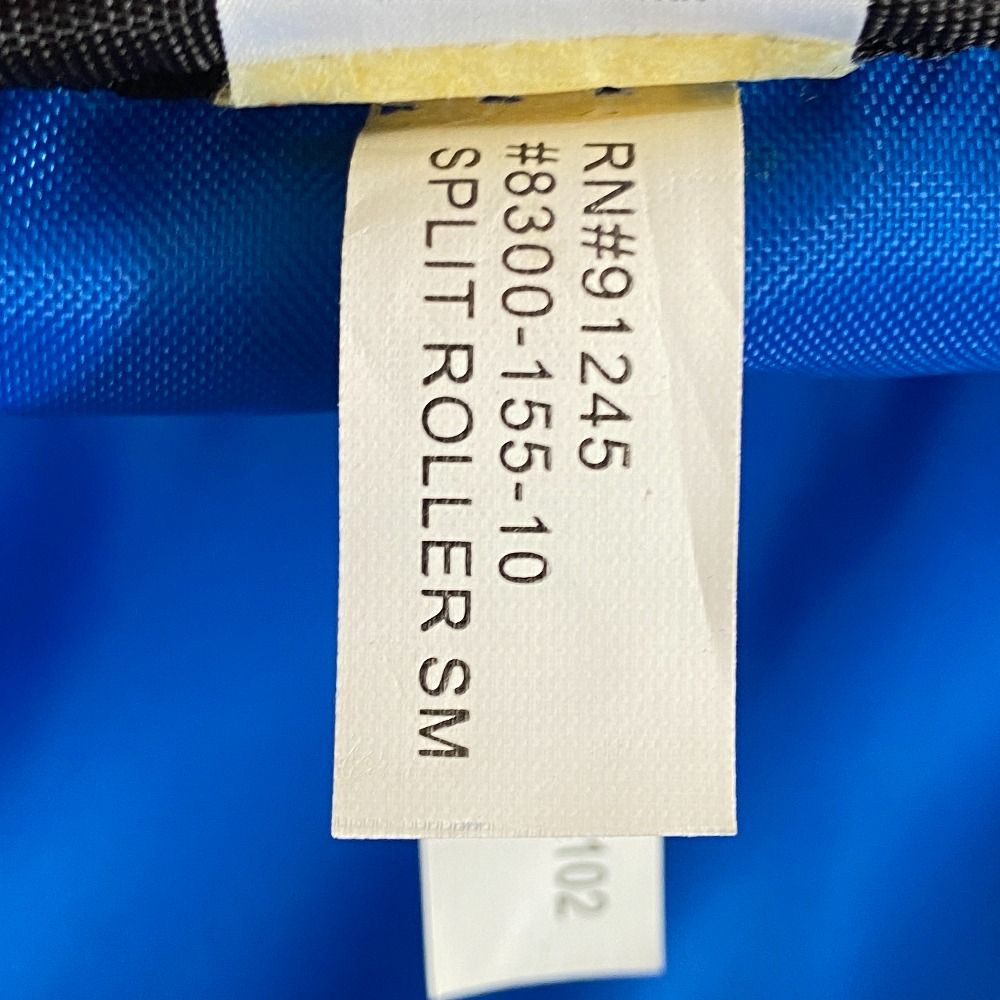 RN#91245
#8300-155-10
SPLIT ROLLER SM
102